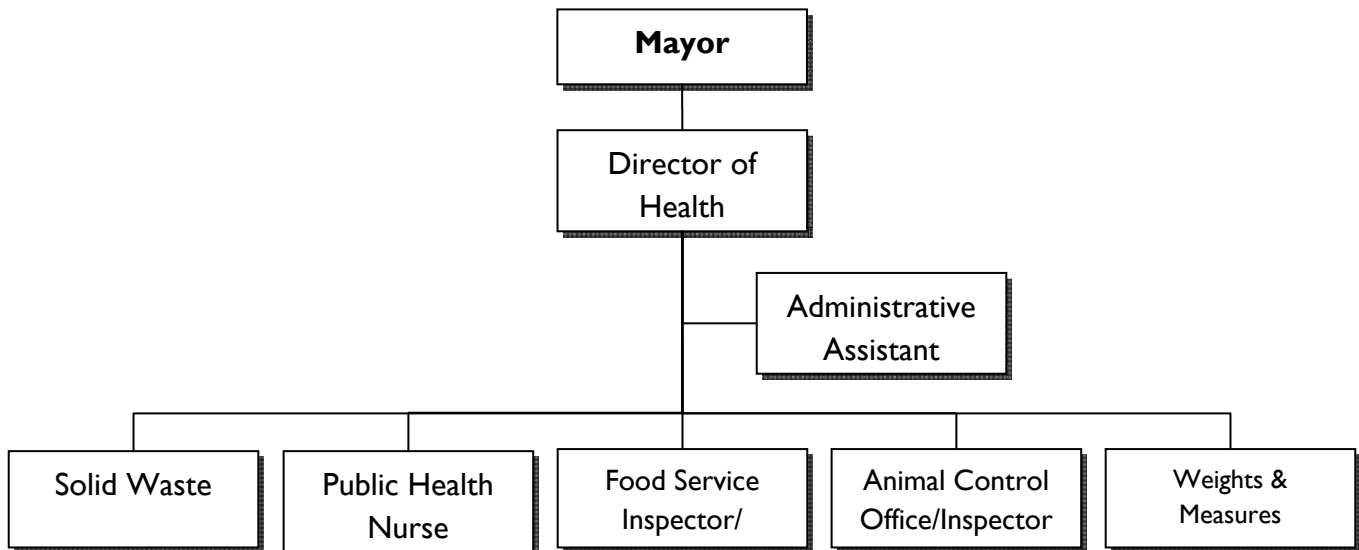 Mayor
Director of
Health
Administrative
Assistant
Solid Waste
Public Health
Nurse
Food Service
Inspector/
Animal Control
Office/Inspector
Weights &
Measures